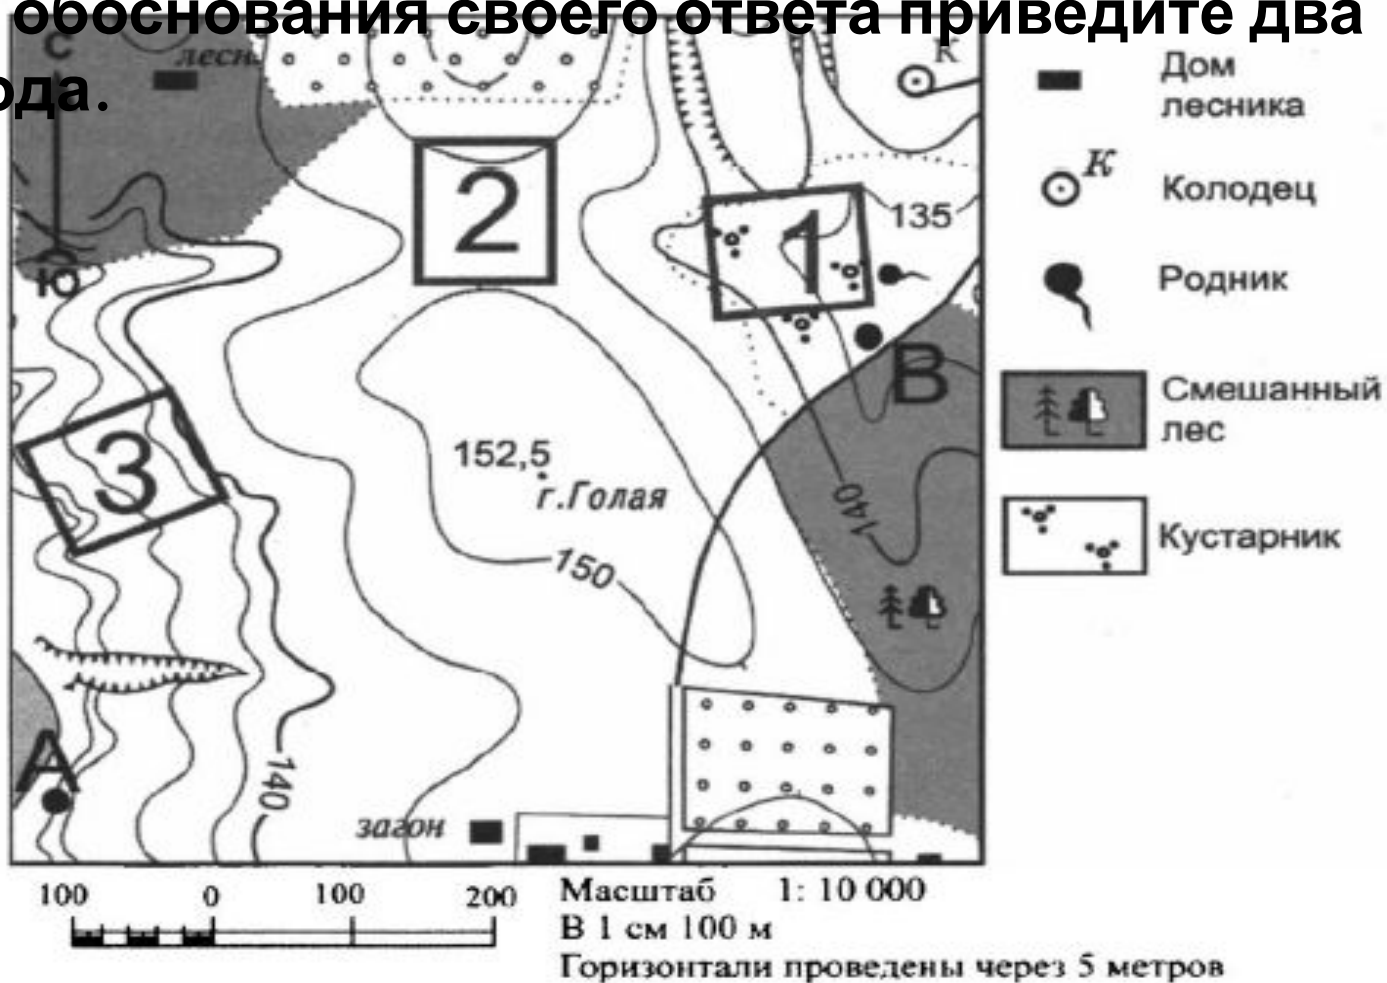 обоснования своего ответа приведите два
ода.
С
лесн.
К
2
1
135
Ю
В
3
152,5
г.Голая
140
150
А
140
загон
Дом
лесника
К
Колодец
Родник
Смешанный
лес
Кустарник
100 0 100 200
Масштаб 1: 10 000
В 1 см 100 м
Горизонтали проведены через 5 метров